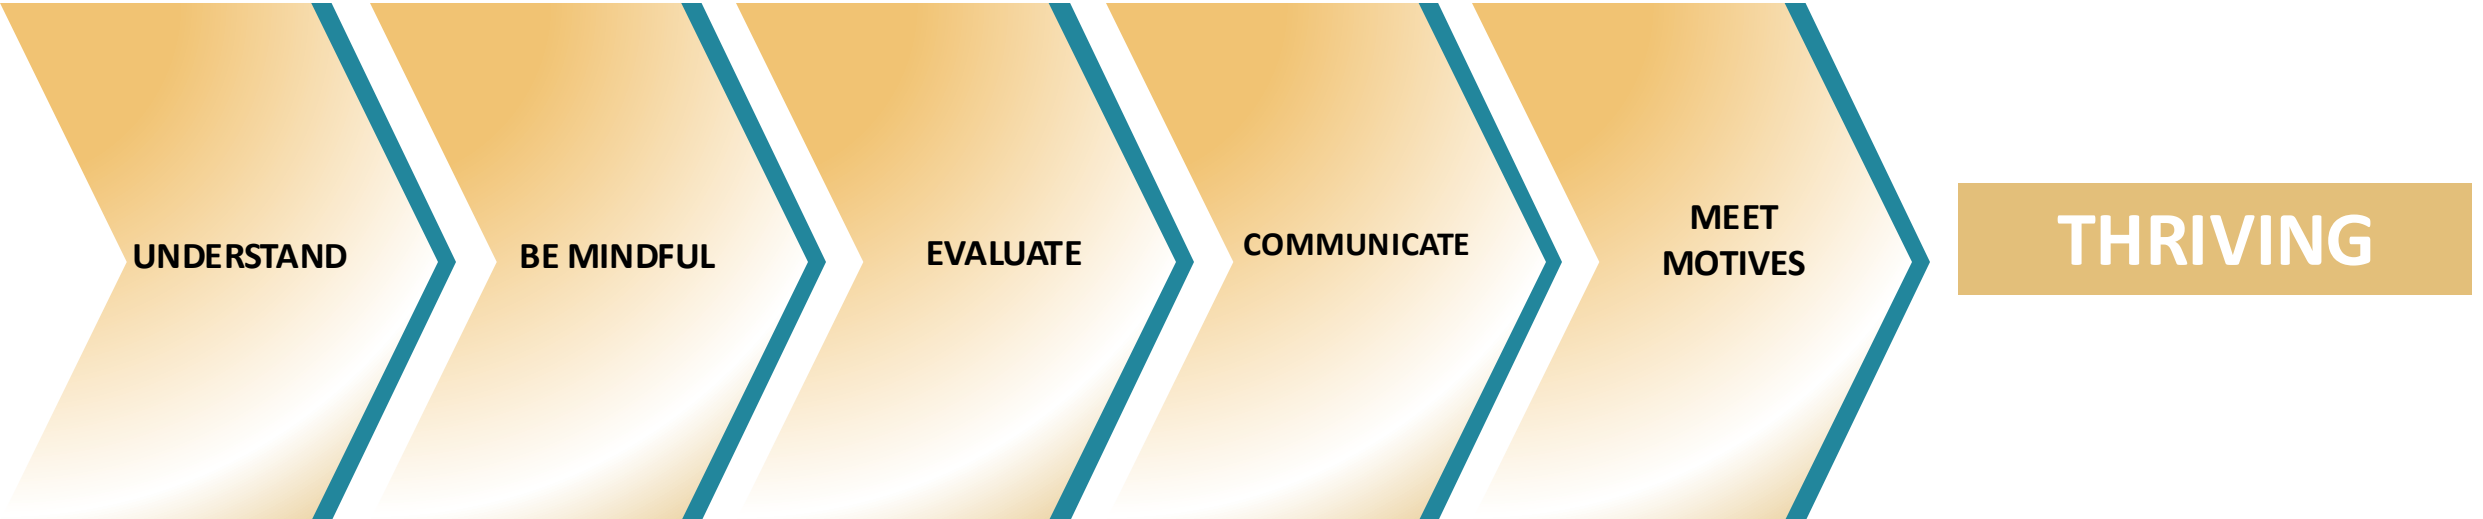 UNDERSTAND
BE MINDFUL
EVALUATE
COMMUNICATE
MEET
MOTIVES
THRIVING